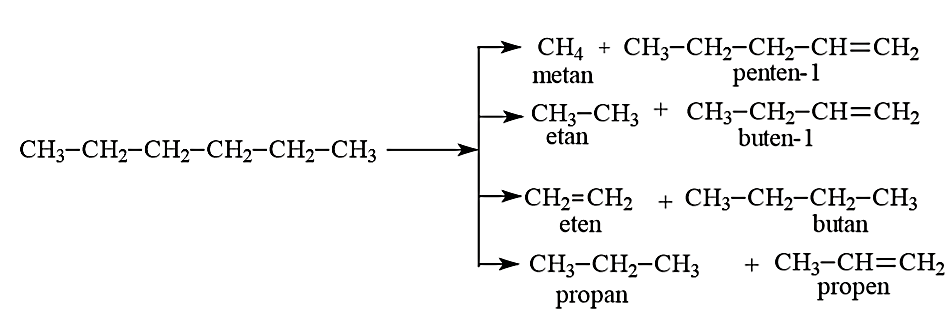 CH₄ + CH₃−CH₂−CH₂−CH=CH₂
metan penten-1
CH₃−CH₃ + CH₃−CH₂−CH=CH₂
etan buten-1
CH₃−CH₂−CH₂−CH₂−CH₂−CH₃
CH₂=CH₂ + CH₃−CH₂−CH₂−CH₃
eten butan
CH₃−CH₂−CH₃ + CH₃−CH=CH₂
propan propen